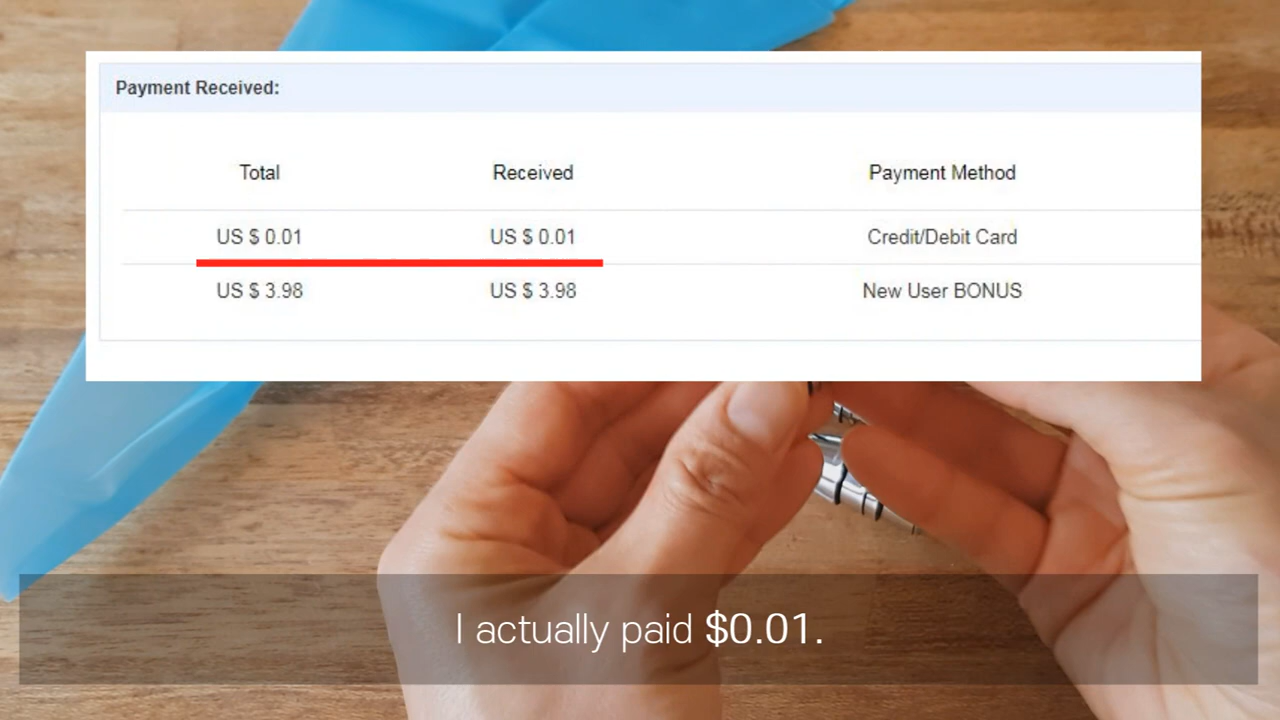 Payment Received:
Total Received Payment Method
US $ 0.01 US $ 0.01 Credit/Debit Card
US $ 3.98 US $ 3.98 New User BONUS
I actually paid $0.01.